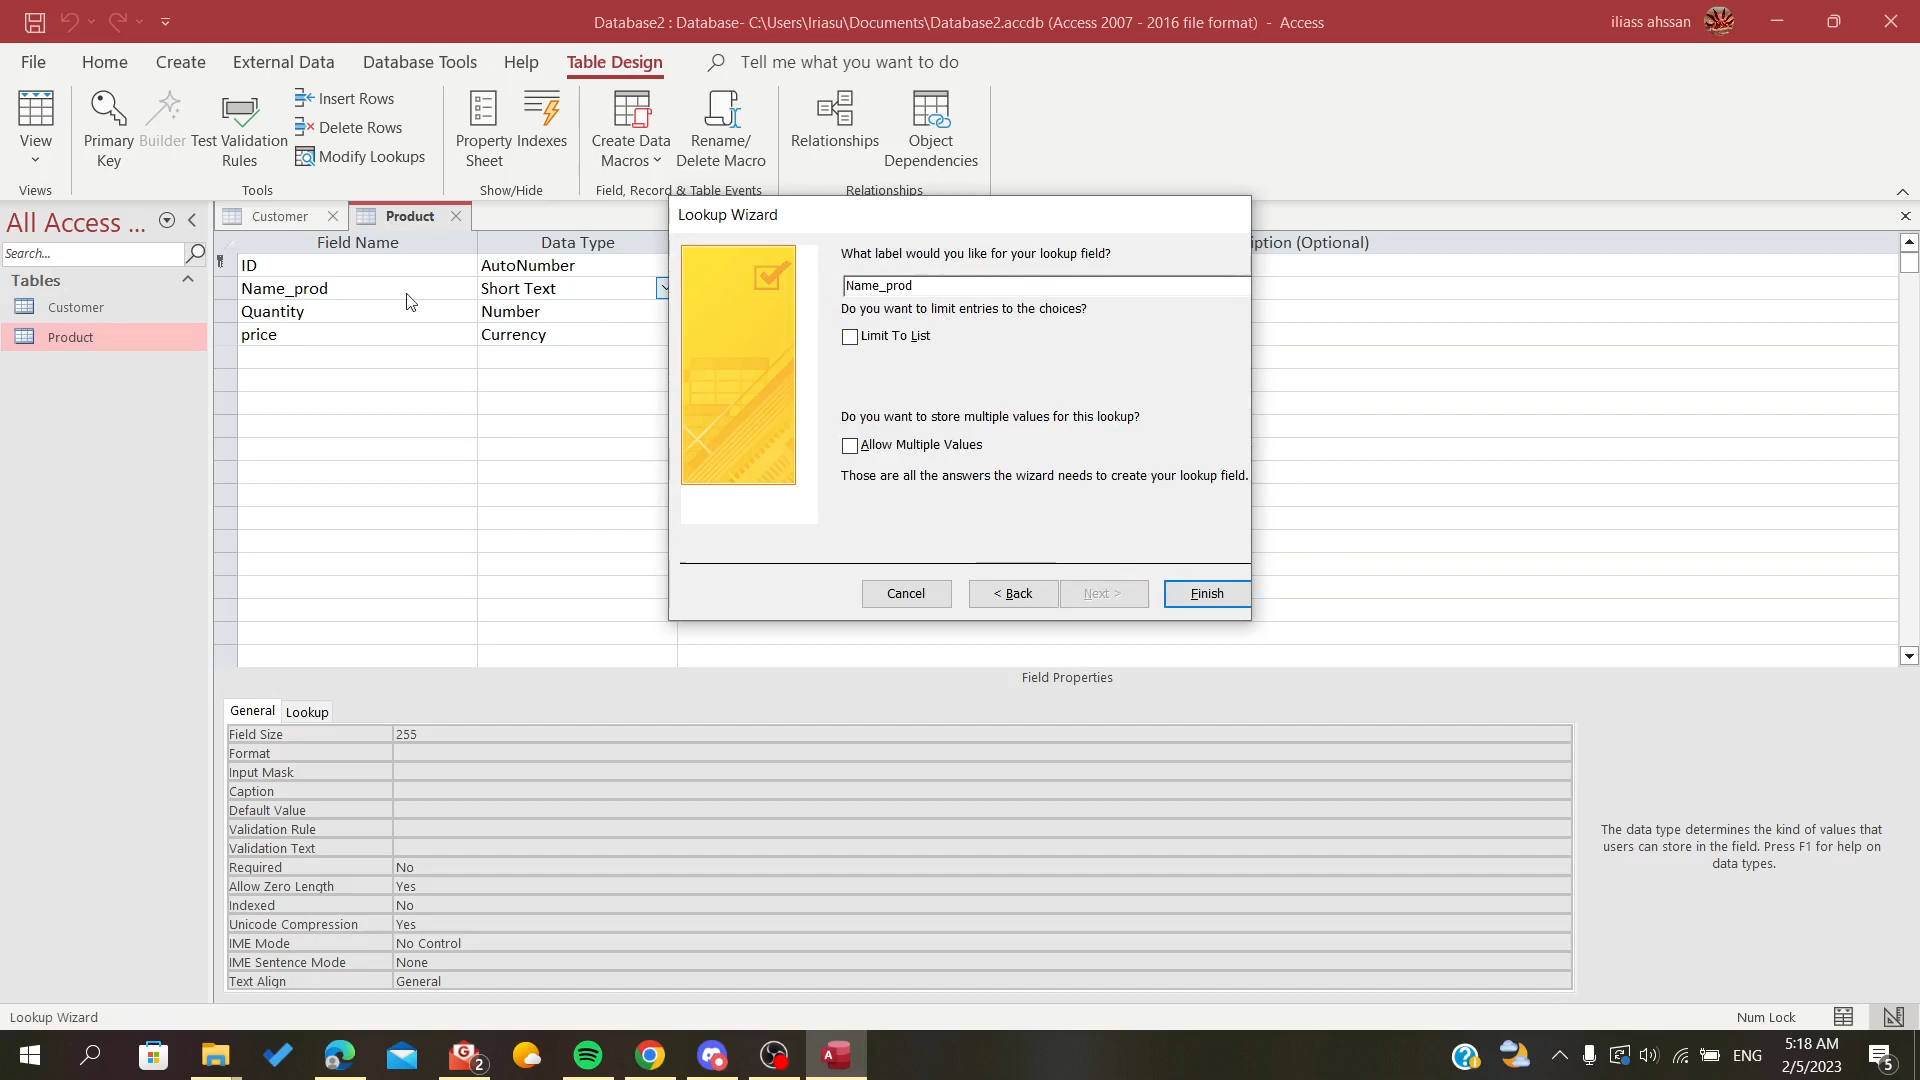 Database2 : Database- C:\Users\Iriasu\Documents\Database2.accdb (Access 2007 - 2016 file format) - Access
iliass ahssan
File Home Create External Data Database Tools Help Table Design Tell me what you want to do
View
Primary Key
Builder
Test Validation Rules
Insert Rows
Delete Rows
Modify Lookups
Property Sheet
Indexes
Create Data Macros
Rename/ Delete Macro
Relationships
Object Dependencies
Views
Tools
Show/Hide
Field, Record & Table Events
Relationships
All Access ...
Search...
Tables
Customer
Product
Customer
Product
Field Name Data Type iption (Optional)
ID AutoNumber
Name_prod Short Text
Quantity Number
price Currency
Lookup Wizard
What label would you like for your lookup field?
Name_prod
Do you want to limit entries to the choices?
Limit To List
Do you want to store multiple values for this lookup?
Allow Multiple Values
Those are all the answers the wizard needs to create your lookup field.
Cancel
< Back
Next >
Finish
Field Properties
General Lookup
Field Size 255
Format
Input Mask
Caption
Default Value
Validation Rule
Validation Text
Required No
Allow Zero Length Yes
Indexed No
Unicode Compression Yes
IME Mode No Control
IME Sentence Mode None
Text Align General
The data type determines the kind of values that
users can store in the field. Press F1 for help on
data types.
Lookup Wizard
Num Lock
2
A
ENG
5:18 AM
2/5/2023
5